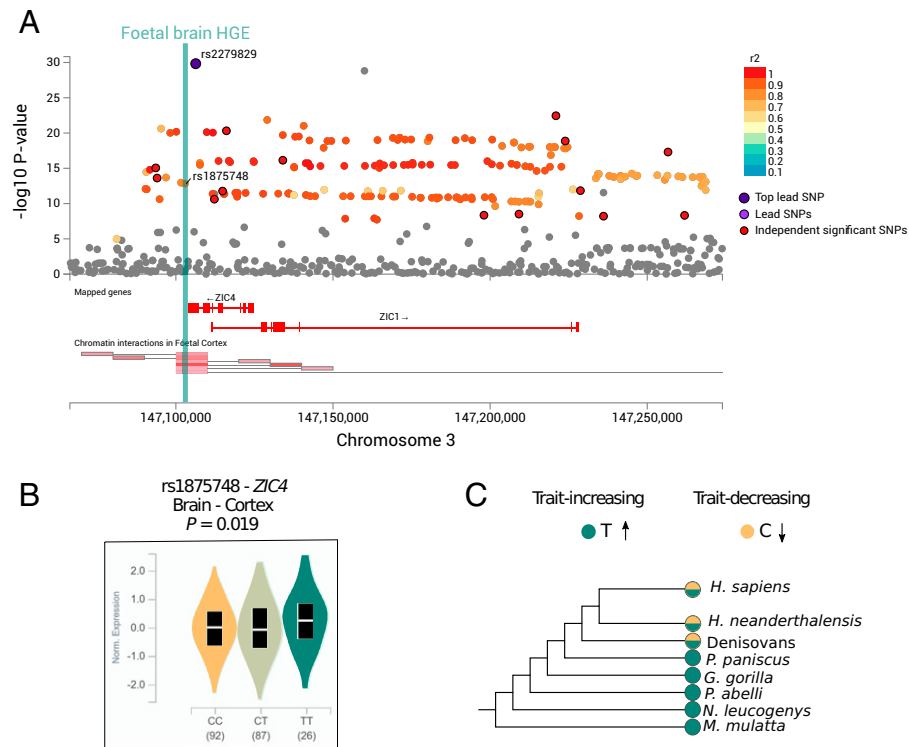 A
Foetal brain HGE
rs2279829
30
25
20
15
10
5
0
-log10 P-value
rs1875748
r2
1
0.9
0.8
0.7
0.6
0.5
0.4
0.3
0.2
0.1
Top lead SNP
Lead SNPs
Independent significant SNPs
Mapped genes
←ZIC4
ZIC1→
Chromatin interactions in Foetal Cortex
147,100,000 147,150,000 147,200,000 147,250,000
Chromosome 3
B
rs1875748 - ZIC4
Brain - Cortex
P = 0.019
Norm. Expression
2.0
1.0
0.0
-1.0
-2.0
CC CT TT
(92) (87) (26)
C
Trait-increasing Trait-decreasing
T ↑ C ↓
H. sapiens
H. neanderthalensis
Denisovans
P. paniscus
G. gorilla
P. abelli
N. leucogenys
M. mulatta